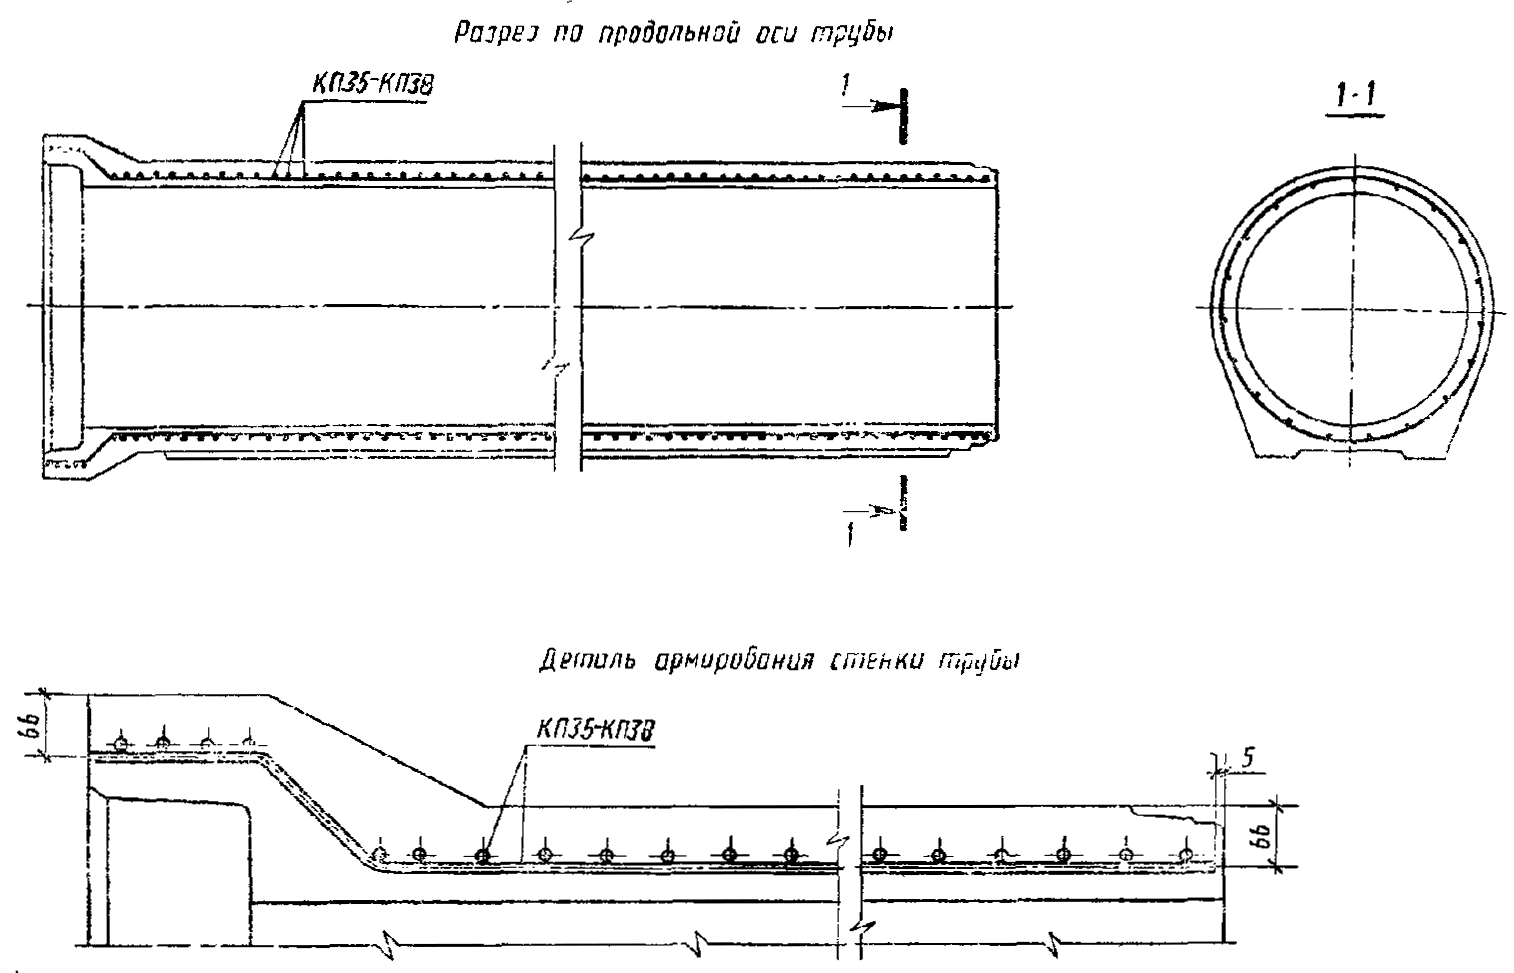 Разрез по продольной оси трубы
КП35-КП38
1
1-1
1
Деталь армирования стенки трубы
66
КП35-КП38
5
66